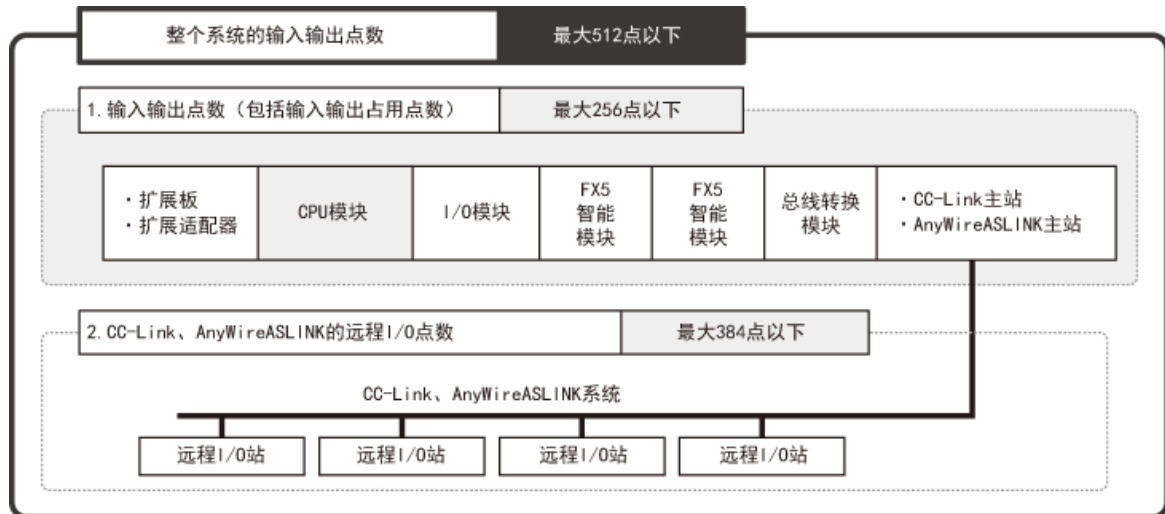 整个系统的输入输出点数 最大512点以下
1.输入输出点数（包括输入输出占用点数） 最大256点以下
・扩展板
・扩展适配器
CPU模块
I/O模块
FX5
智能
模块
FX5
智能
模块
总线转换
模块
・CC-Link主站
・AnyWireASLINK主站
2.CC-Link、AnyWireASLINK的远程I/O点数 最大384点以下
CC-Link、AnyWireASLINK系统
远程I/O站 远程I/O站 远程I/O站 远程I/O站